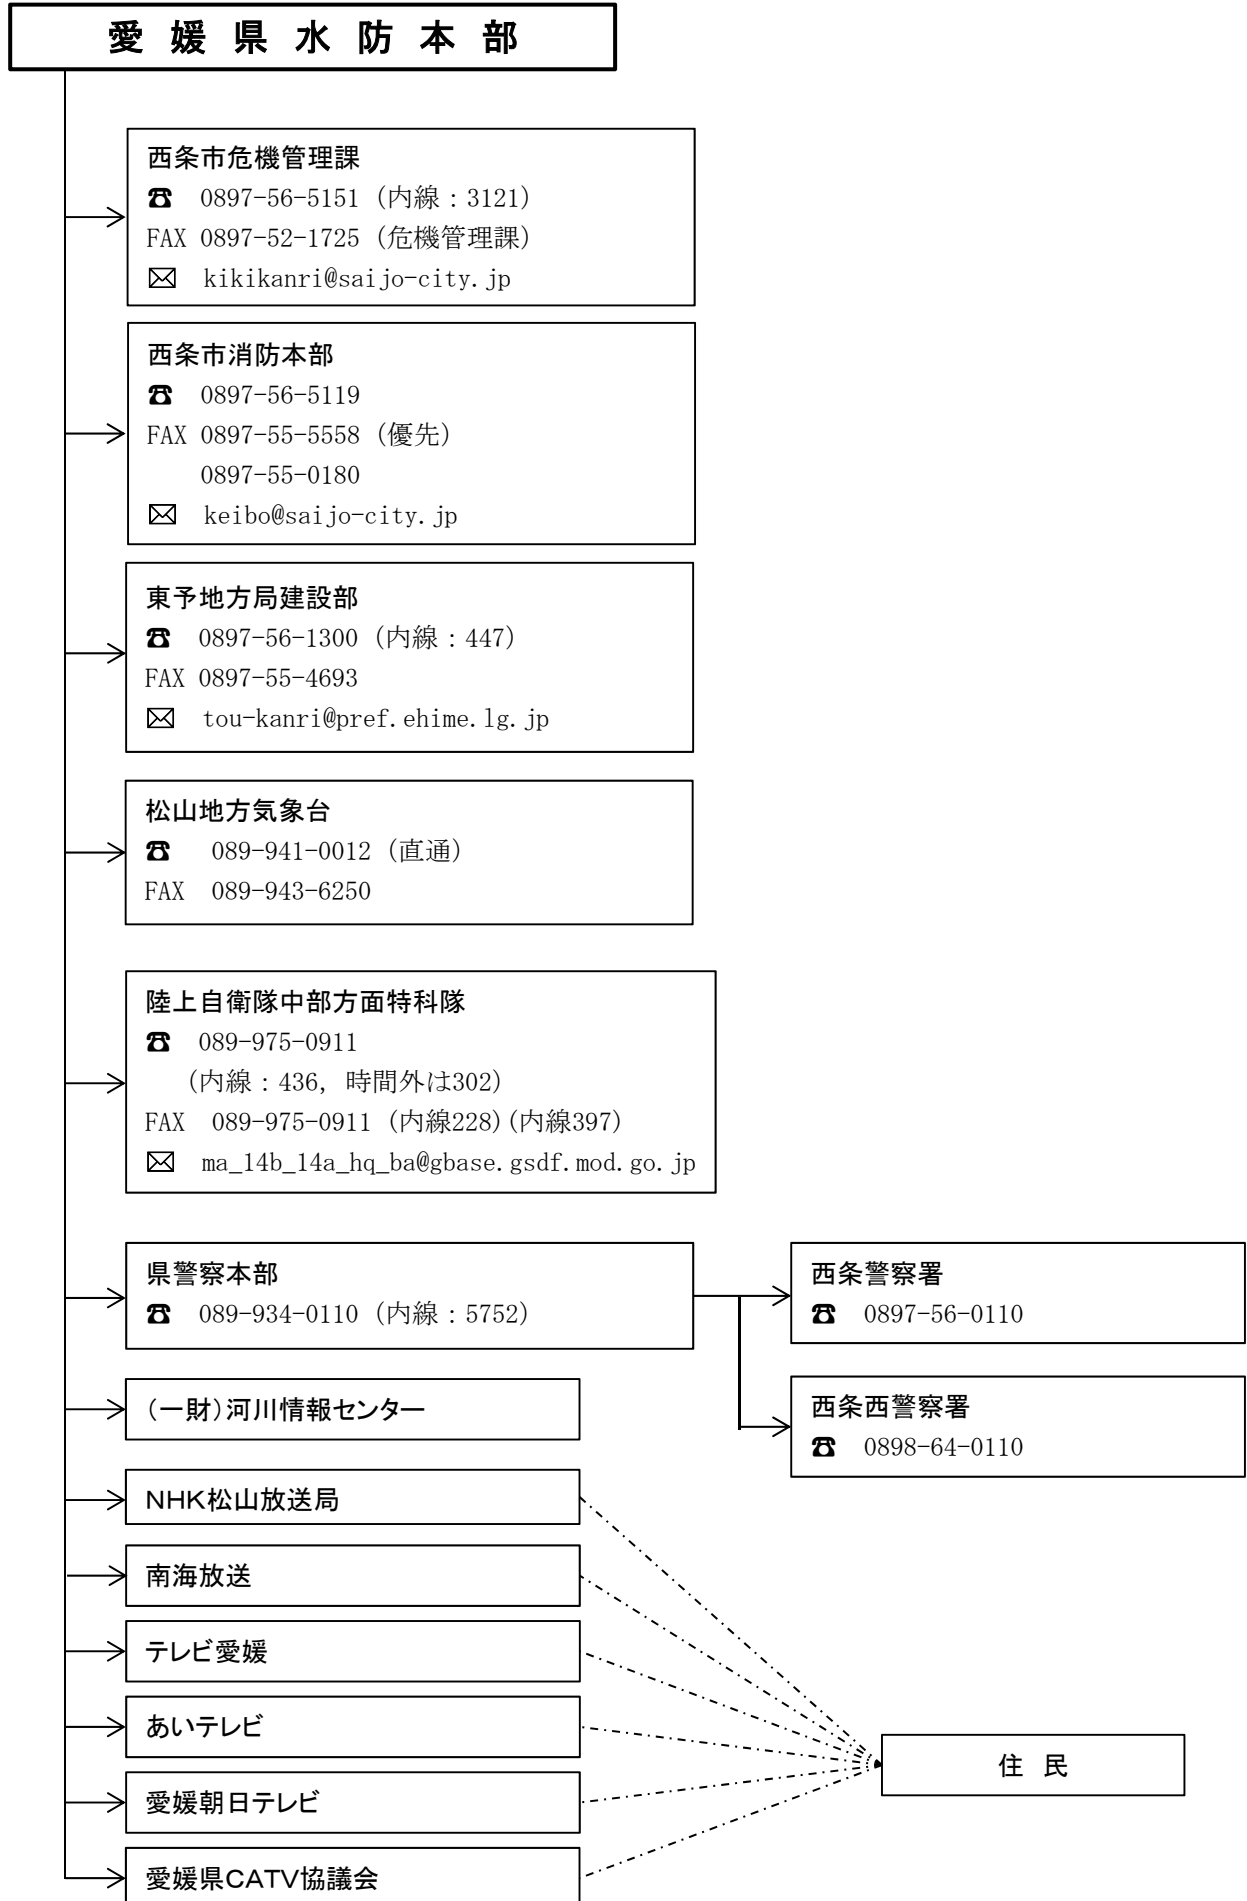 愛媛県水防本部
西条市危機管理課
☎ 0897-56-5151 (内線:3121)
FAX 0897-52-1725 (危機管理課)
✉ kikikanri@saijo-city.jp
西条市消防本部
☎ 0897-56-5119
FAX 0897-55-5558 (優先)
0897-55-0180
✉ keibo@saijo-city.jp
東予地方局建設部
☎ 0897-56-1300 (内線:447)
FAX 0897-55-4693
✉ tou-kanri@pref.ehime.lg.jp
松山地方気象台
☎ 089-941-0012 (直通)
FAX 089-943-6250
陸上自衛隊中部方面特科隊
☎ 089-975-0911
(内線:436, 時間外は302)
FAX 089-975-0911 (内線228)(内線397)
✉ ma_14b_14a_hq_ba@gbase.gsdf.mod.go.jp
県警察本部
☎ 089-934-0110 (内線:5752)
西条警察署
☎ 0897-56-0110
西条西警察署
☎ 0898-64-0110
(一財)河川情報センター
NHK松山放送局
南海放送
テレビ愛媛
あいテレビ
愛媛朝日テレビ
愛媛県CATV協議会
住民